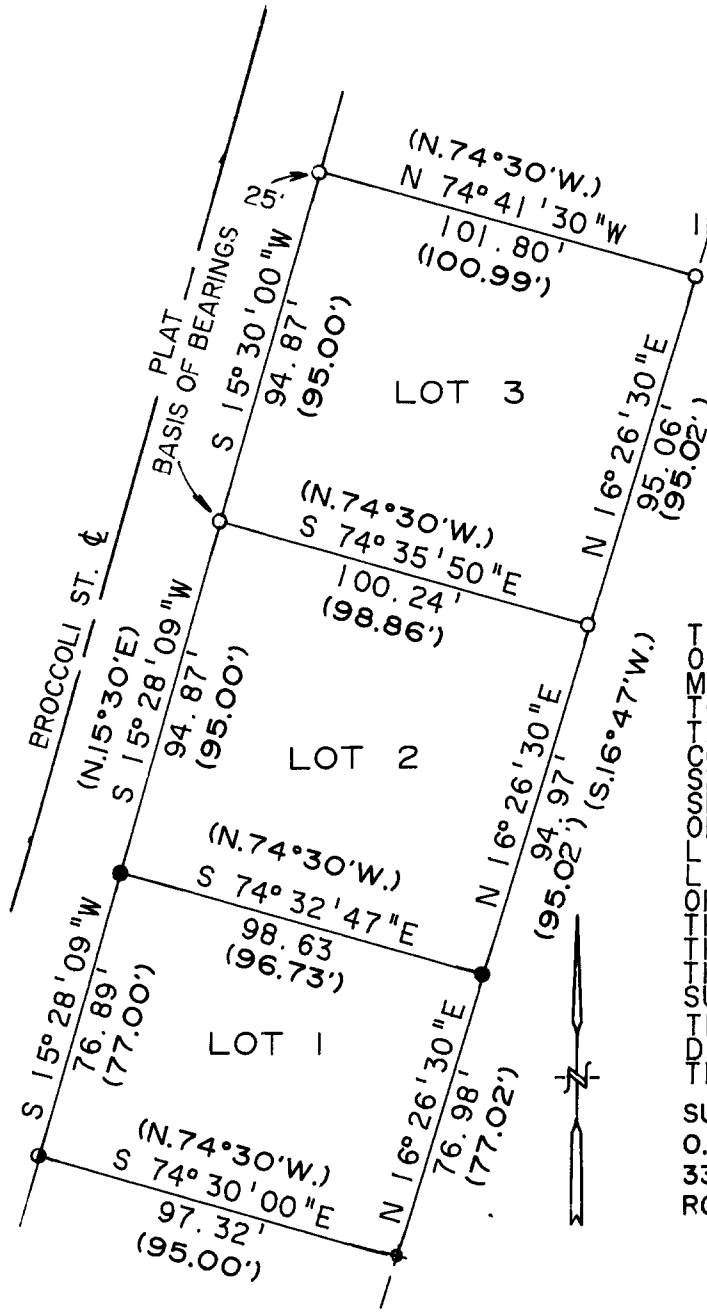 BROCCOLI ST. ℄
PLAT
BASIS OF BEARINGS
25'
(N.74°30'W.)
N 74°41'30"W
101.80'
(100.99')
S 15°30'00"W
94.87'
(95.00')
LOT 3
N 16°26'30"E
95.06'
(95.02')
(N.74°30'W.)
S 74°35'50"E
100.24'
(98.86')
(N.15°30'E)
S 15°28'09"W
94.87'
(95.00')
LOT 2
N 16°26'30"E
94.97'
(95.02') (S.16°47'W.)
(N.74°30'W.)
S 74°32'47"E
98.63
(96.73')
S 15°28'09"W
76.89'
(77.00')
LOT 1
N 16°26'30"E
76.98'
(77.02')
(N.74°30'W.)
S 74°30'00"E
97.32'
(95.00')
N